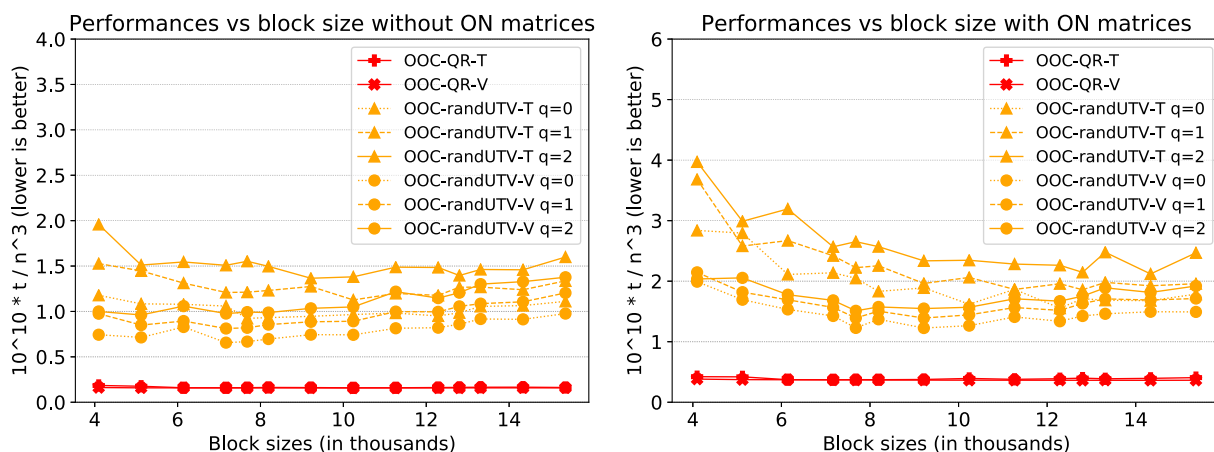 Performances vs block size without ON matrices
10^10 * t / n^3 (lower is better)
4.0
3.5
3.0
2.5
2.0
1.5
1.0
0.5
0.0
OOC-QR-T
OOC-QR-V
OOC-randUTV-T q=0
OOC-randUTV-T q=1
OOC-randUTV-T q=2
OOC-randUTV-V q=0
OOC-randUTV-V q=1
OOC-randUTV-V q=2
4 6 8 10 12 14
Block sizes (in thousands)
Performances vs block size with ON matrices
10^10 * t / n^3 (lower is better)
6
5
4
3
2
1
0
OOC-QR-T
OOC-QR-V
OOC-randUTV-T q=0
OOC-randUTV-T q=1
OOC-randUTV-T q=2
OOC-randUTV-V q=0
OOC-randUTV-V q=1
OOC-randUTV-V q=2
4 6 8 10 12 14
Block sizes (in thousands)